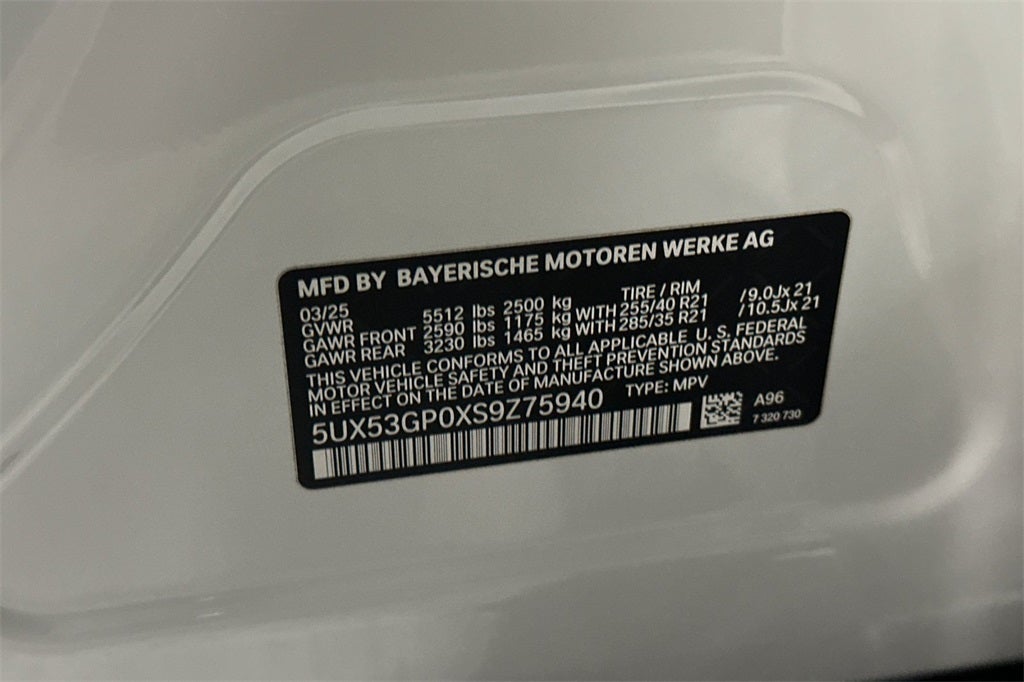 MFD BY BAYERISCHE MOTOREN WERKE AG
03/25 TIRE / RIM
GVWR 5512 lbs 2500 kg
GAWR FRONT 2590 lbs 1175 kg WITH 255/40 R21 /9.0Jx 21
GAWR REAR 3230 lbs 1465 kg WITH 285/35 R21 /10.5Jx 21
THIS VEHICLE CONFORMS TO ALL APPLICABLE U. S. FEDERAL
MOTOR VEHICLE SAFETY AND THEFT PREVENTION STANDARDS
IN EFFECT ON THE DATE OF MANUFACTURE SHOWN ABOVE.
5UX53GP0XS9Z75940 TYPE: MPV
A96
7 320 730